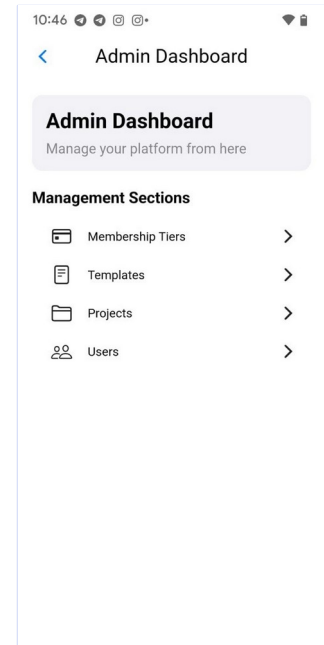 10:46
Admin Dashboard
Admin Dashboard
Manage your platform from here
Management Sections
Membership Tiers
Templates
Projects
Users